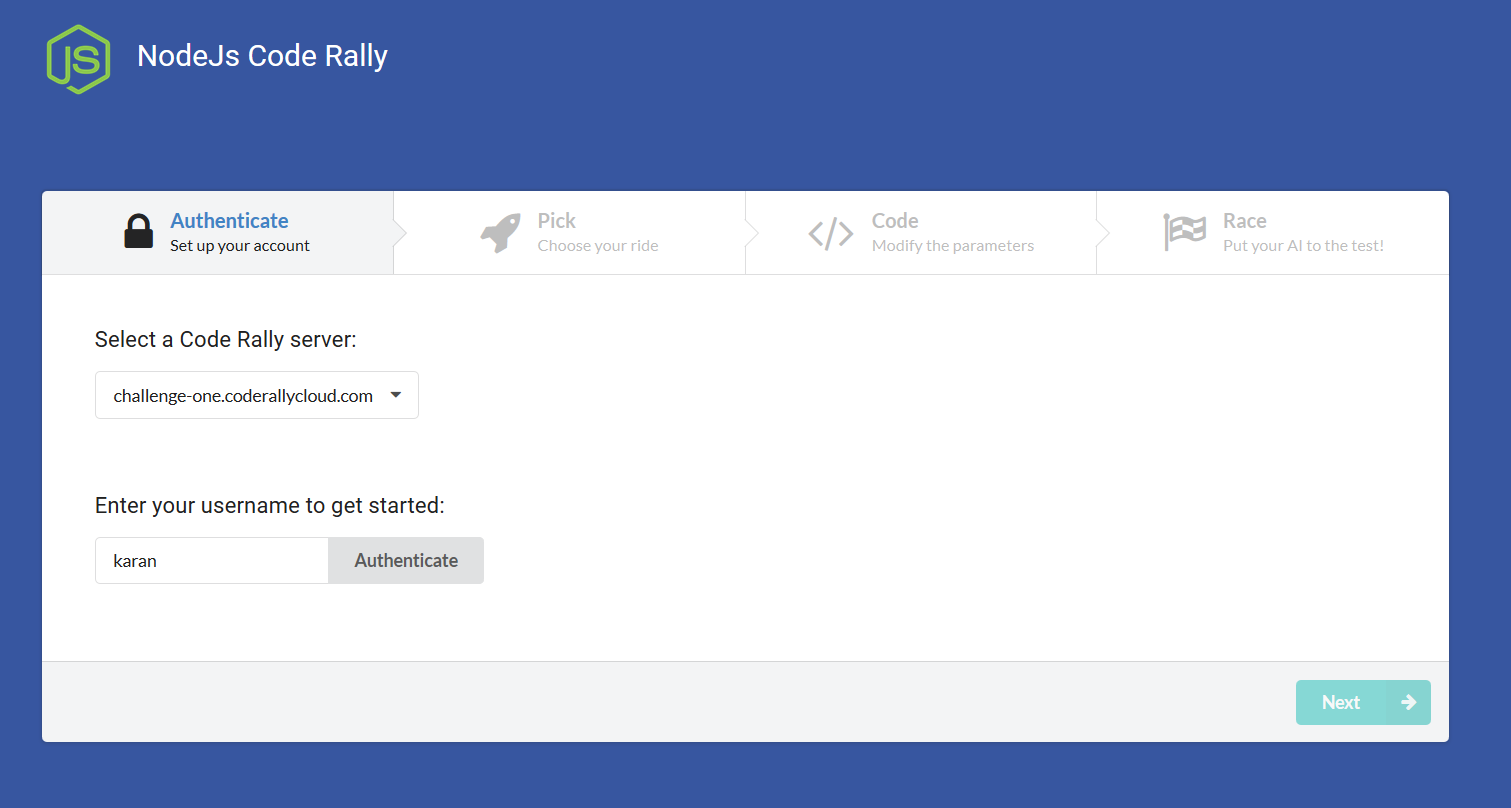 JS
NodeJs Code Rally
Authenticate
Set up your account
Pick
Choose your ride
</>
Code
Modify the parameters
Race
Put your AI to the test!
Select a Code Rally server:
challenge-one.coderallycloud.com
Enter your username to get started:
karan
Authenticate
Next